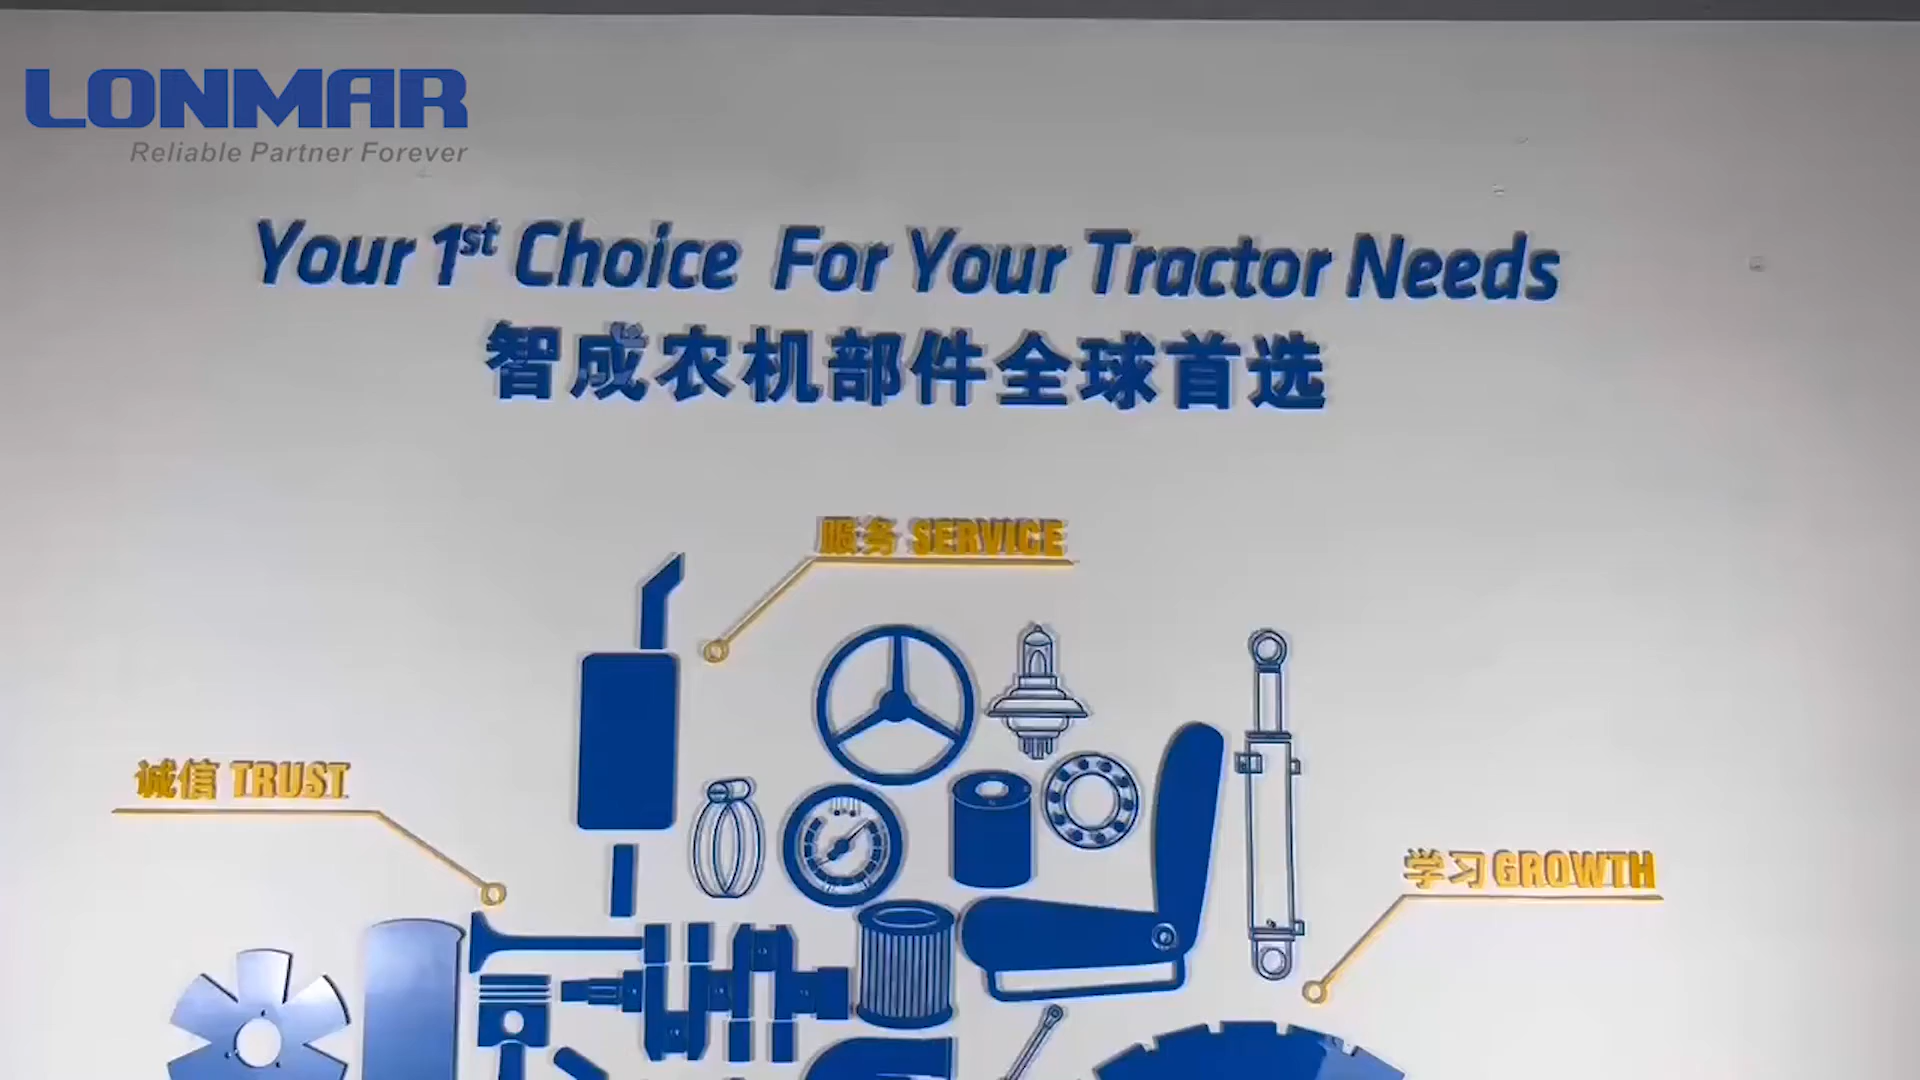 LONMAR
Reliable Partner Forever
Your 1st Choice For Your Tractor Needs
智成农机部件全球首选
服务 SERVICE
诚信 TRUST
学习 GROWTH